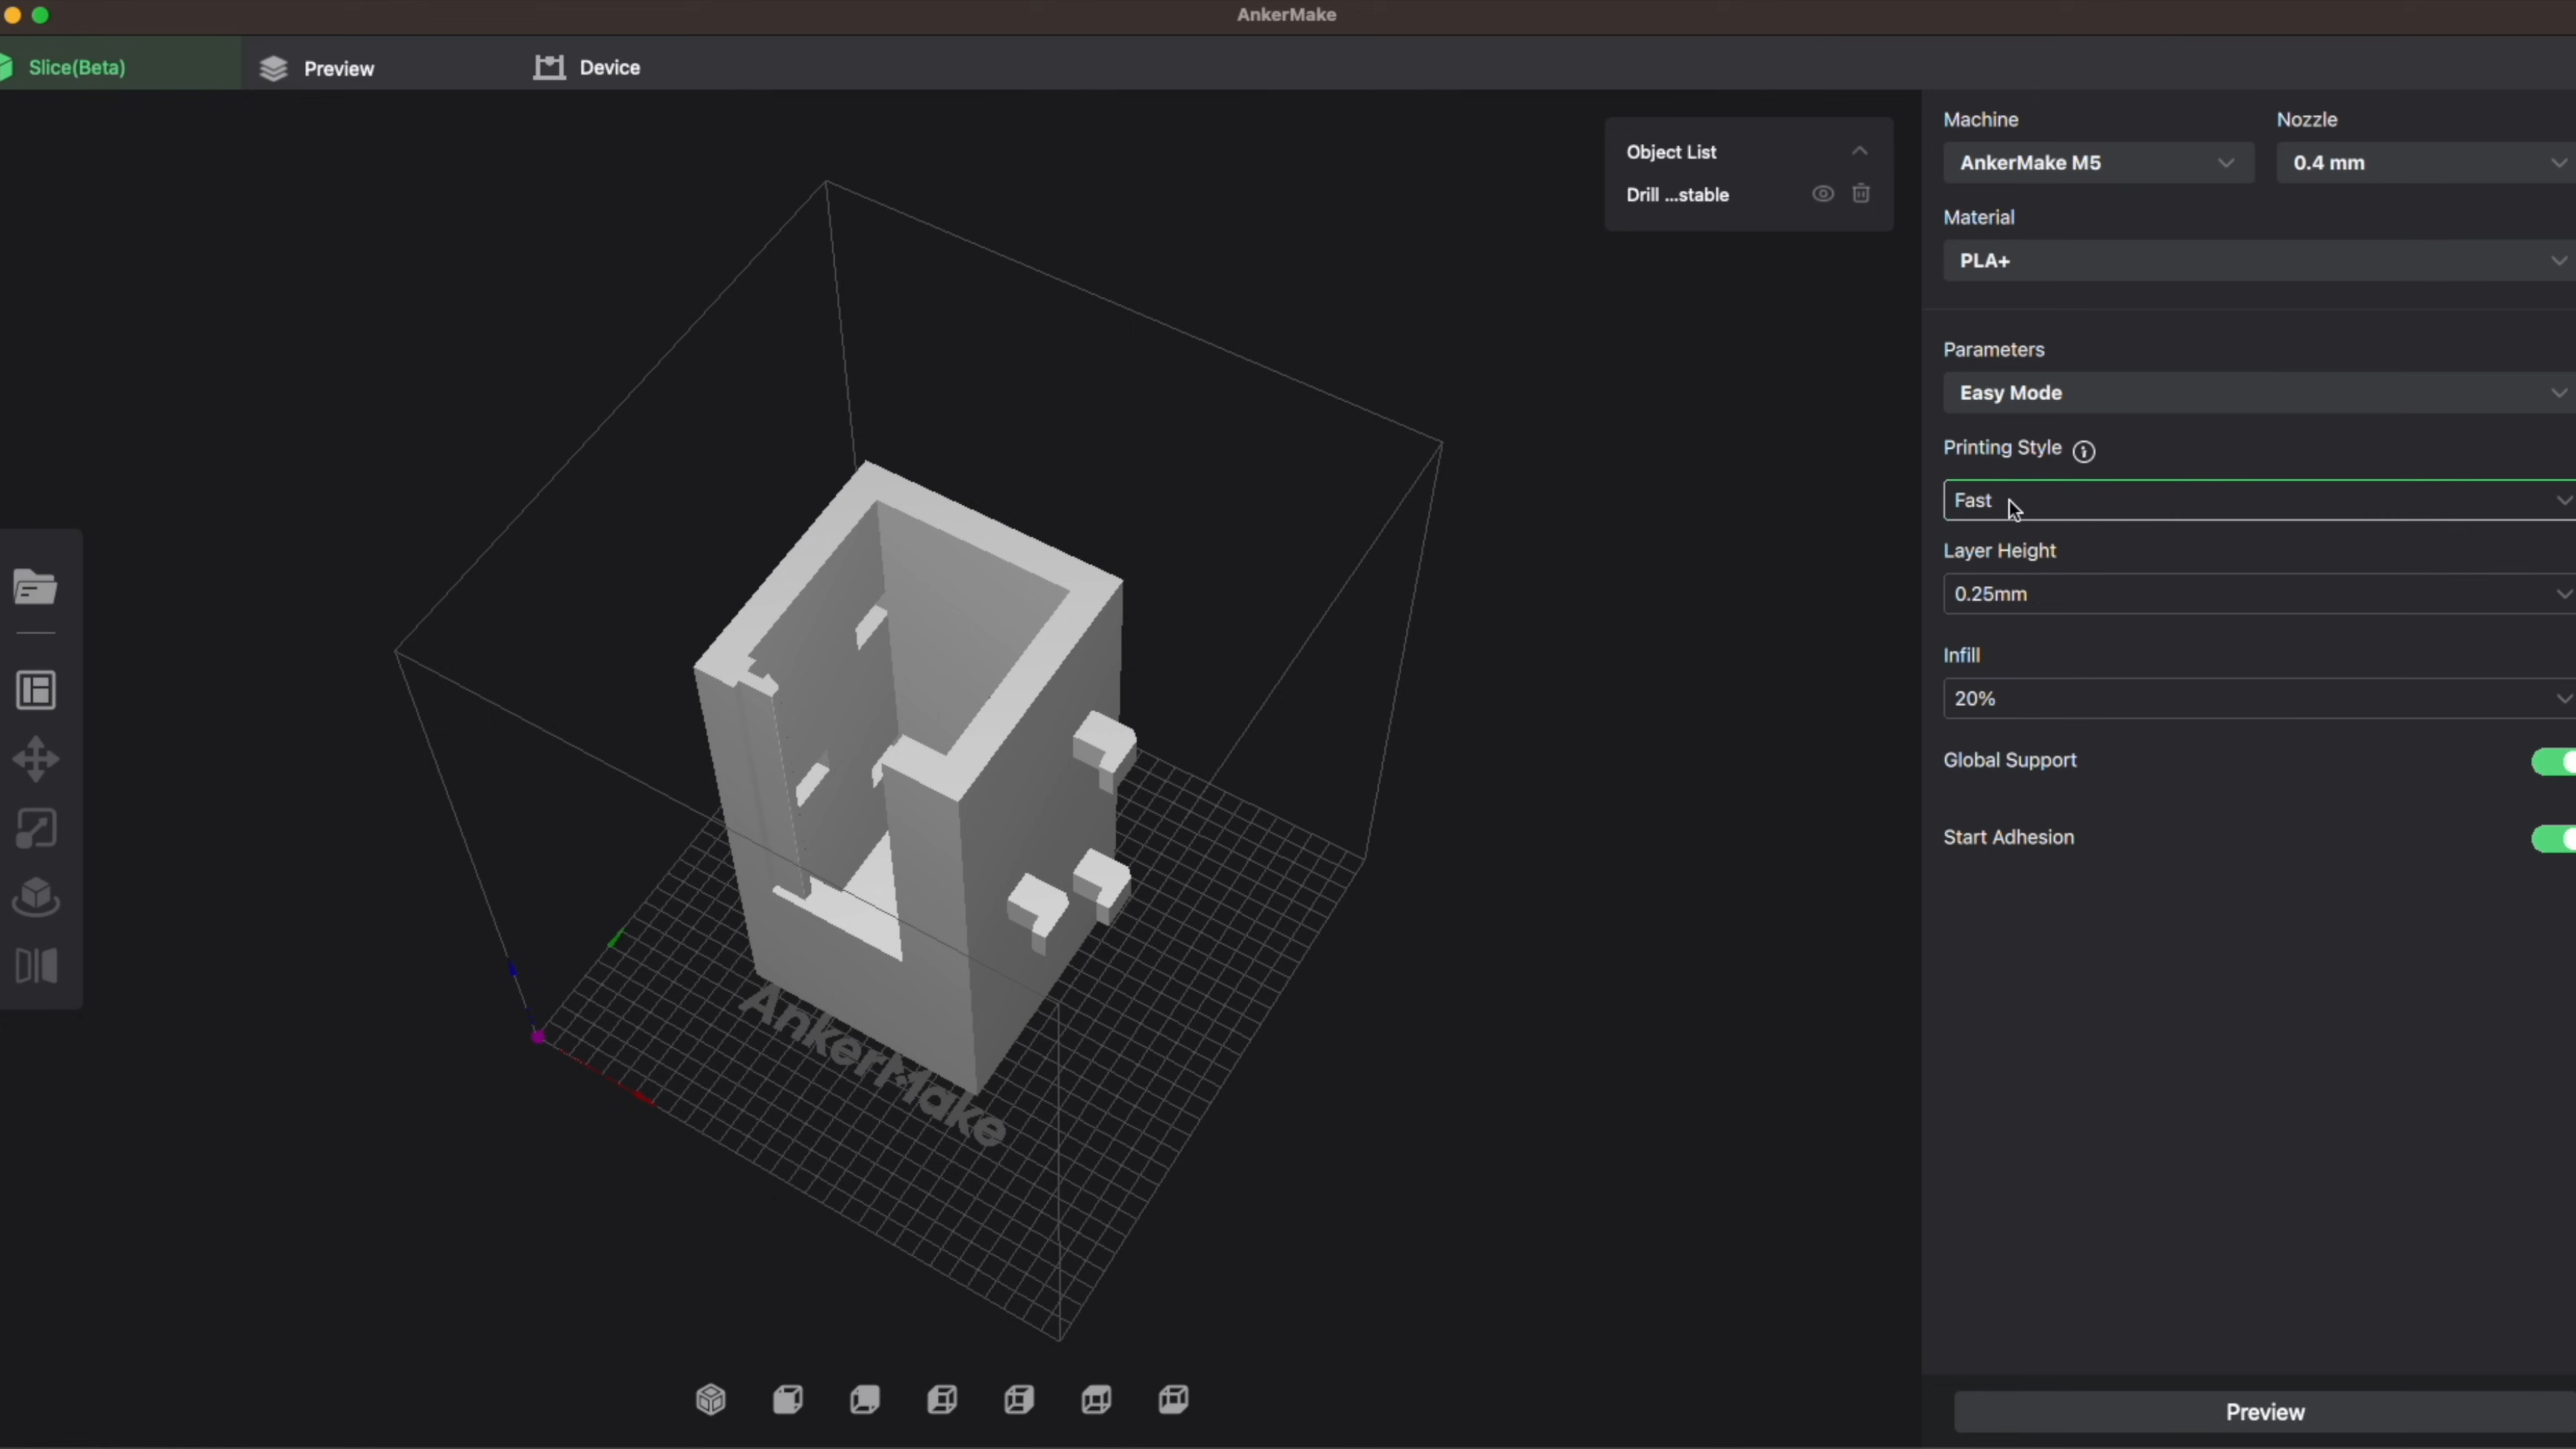 AnkerMake
Slice(Beta)
Preview
Device
Object List
Drill ...stable
Machine
Nozzle
AnkerMake M5
0.4 mm
Material
PLA+
Parameters
Easy Mode
Printing Style
Fast
Layer Height
0.25mm
Infill
20%
Global Support
Start Adhesion
AnkerMake
Preview